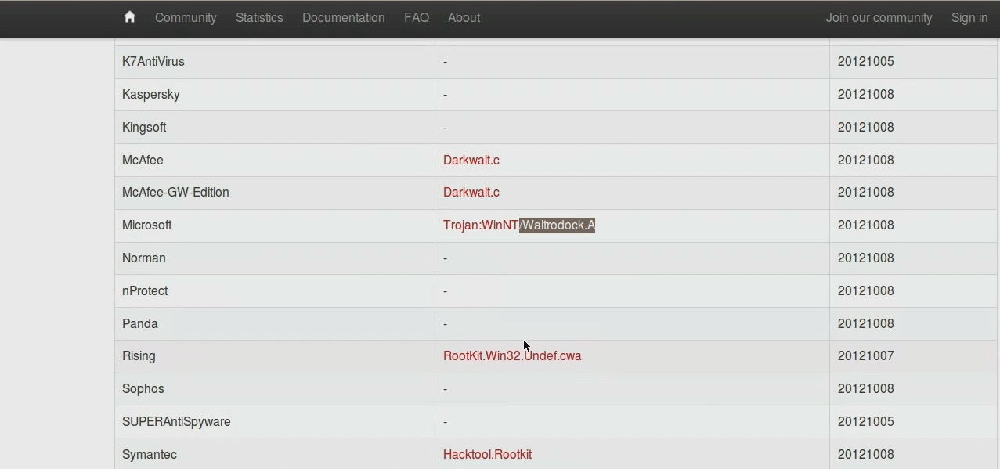 Community Statistics Documentation FAQ About Join our community Sign in
K7AntiVirus - 20121005
Kaspersky - 20121008
Kingsoft - 20121008
McAfee Darkwalt.c 20121008
McAfee-GW-Edition Darkwalt.c 20121008
Microsoft Trojan:WinNT/Waltrodock.A 20121008
Norman - 20121008
nProtect - 20121008
Panda - 20121008
Rising RootKit.Win32.Undef.cwa 20121007
Sophos - 20121008
SUPERAntiSpyware - 20121005
Symantec Hacktool.Rootkit 20121008